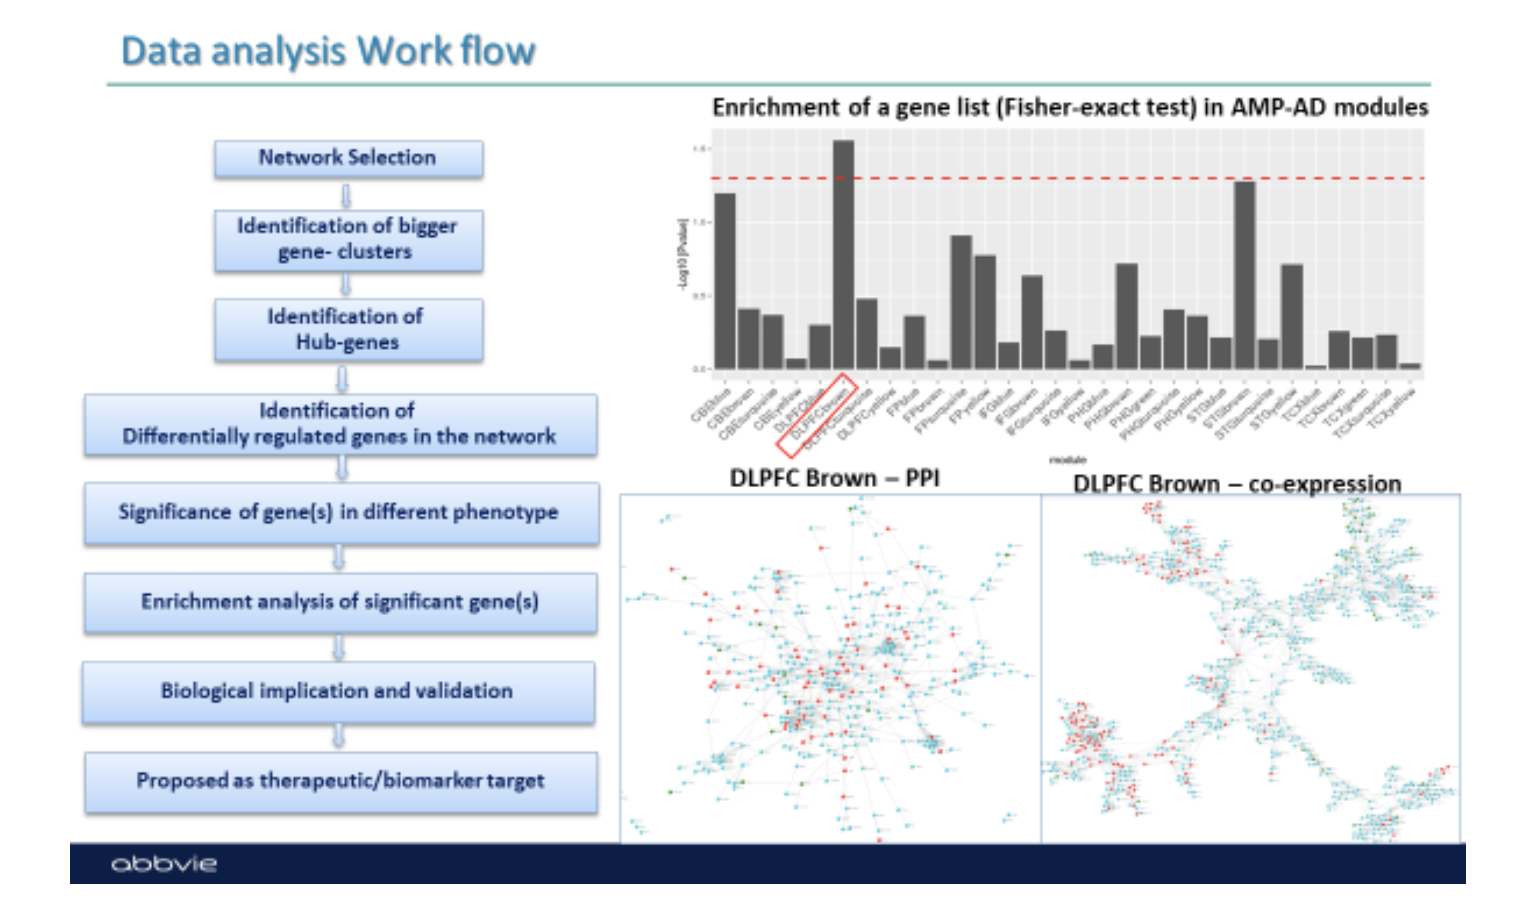 Data analysis Work flow
Network Selection
Identification of bigger
gene- clusters
Identification of
Hub-genes
Identification of
Differentially regulated genes in the network
Significance of gene(s) in different phenotype
Enrichment analysis of significant gene(s)
Biological implication and validation
Proposed as therapeutic/biomarker target
Enrichment of a gene list (Fisher-exact test) in AMP-AD modules
-Log10 [Pvalue]
1.5
1.0
0.5
0.0
CBEblue
CBEbrown
CBEturquoise
CBEyellow
DLPFCblue
DLPFCbrown
DLPFCturquoise
DLPFCyellow
FPblue
FPbrown
FPturquoise
FPyellow
IFGblue
IFGbrown
IFGturquoise
IFGyellow
PHGblue
PHGbrown
PHGgreen
PHGturquoise
PHGyellow
STGblue
STGbrown
STGturquoise
STGyellow
TCXblue
TCXbrown
TCXgreen
TCXturquoise
TCXyellow
module
DLPFC Brown – PPI
DLPFC Brown – co-expression
abbvie